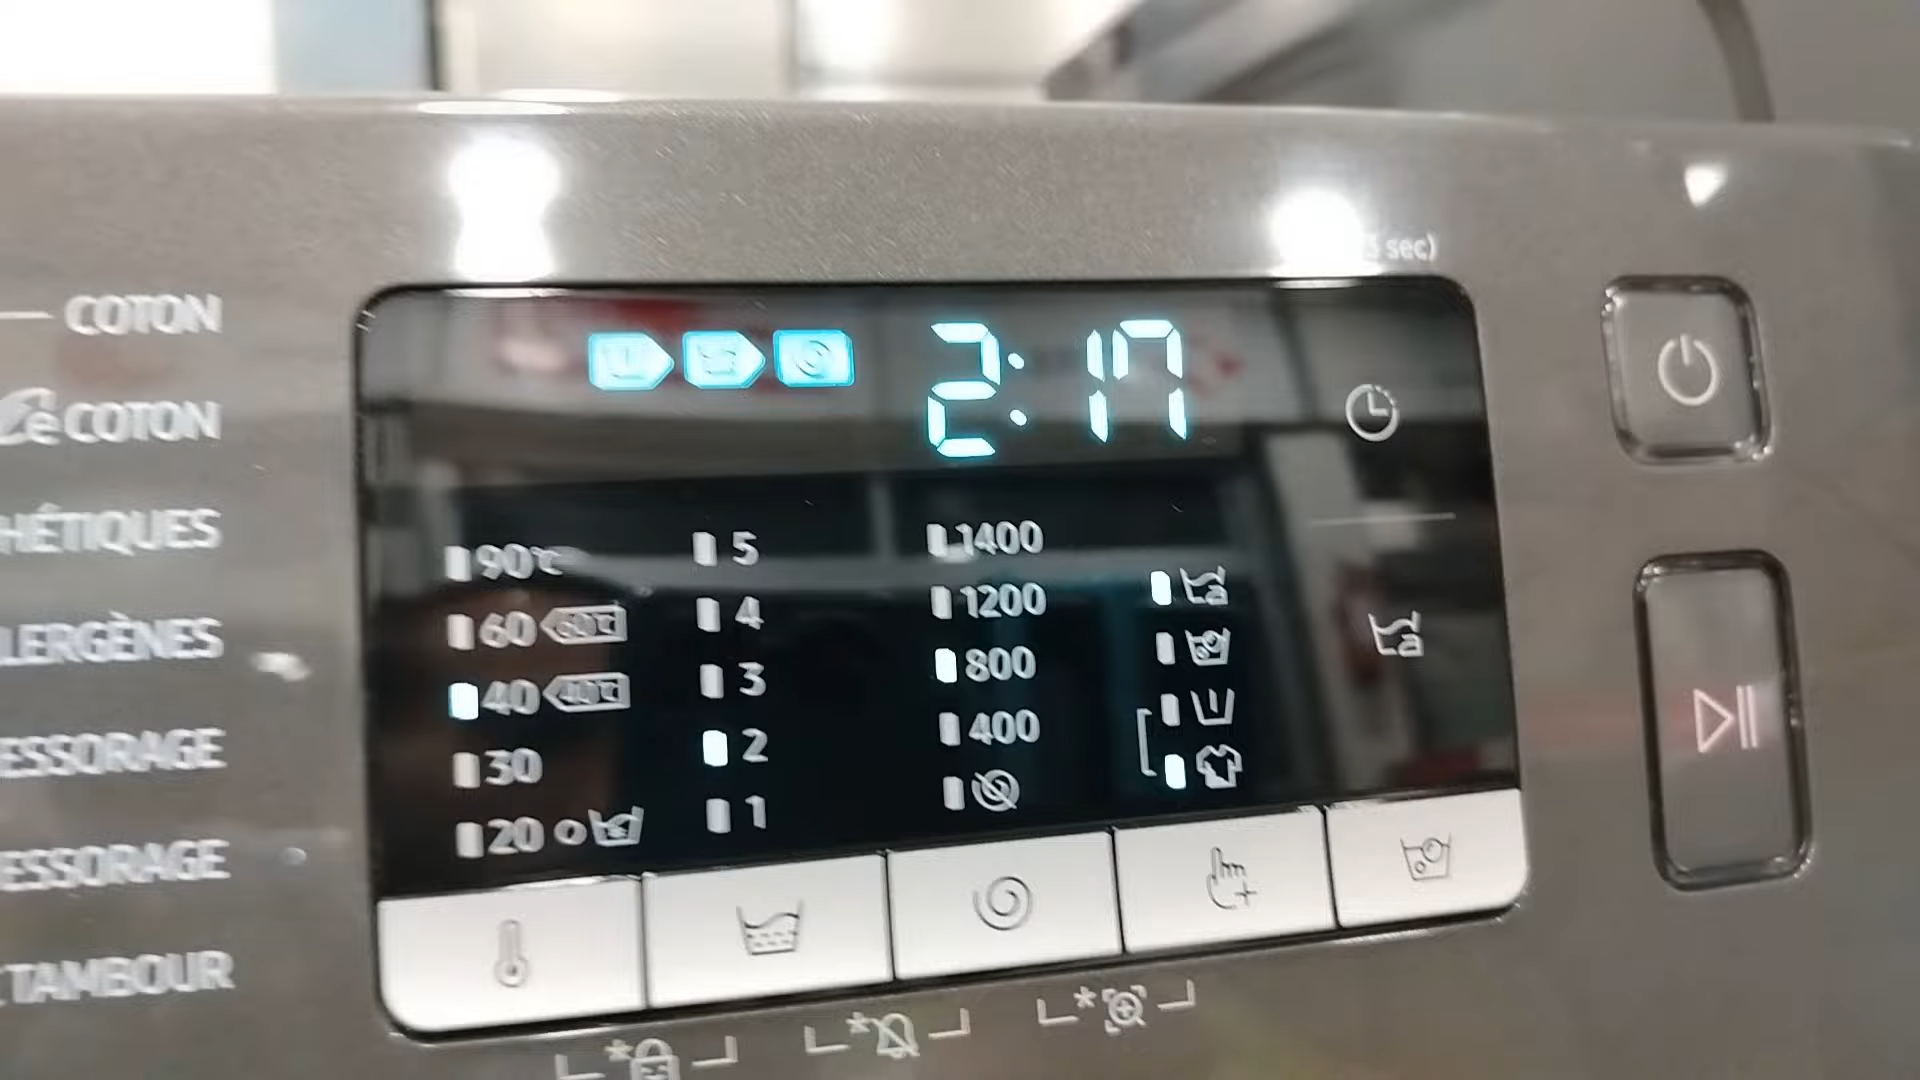 3 sec)
COTON
é COTON
HÉTIQUES
LERGÈNES
ESSORAGE
ESSORAGE
TAMBOUR
2:17
90℃
60 60℃
40 40℃
30
20
5
4
3
2
1
1400
1200
800
400